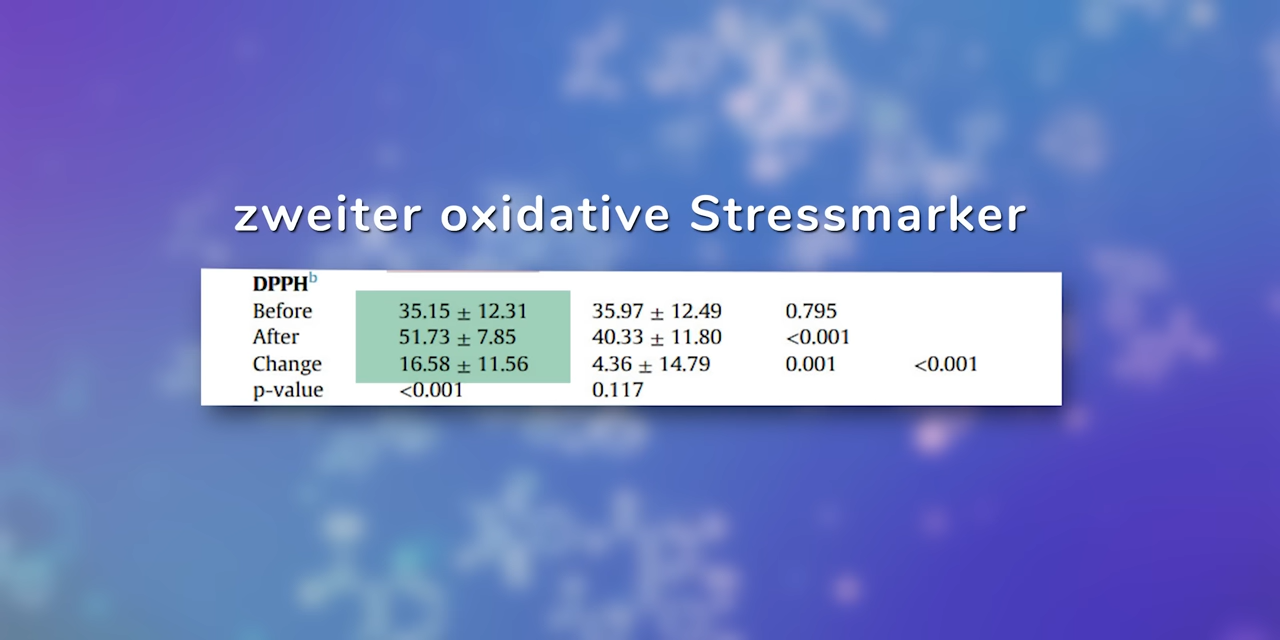 zweiter oxidative Stressmarker
DPPHb
Before 35.15 ± 12.31 35.97 ± 12.49 0.795
After 51.73 ± 7.85 40.33 ± 11.80 <0.001
Change 16.58 ± 11.56 4.36 ± 14.79 0.001 <0.001
p-value <0.001 0.117